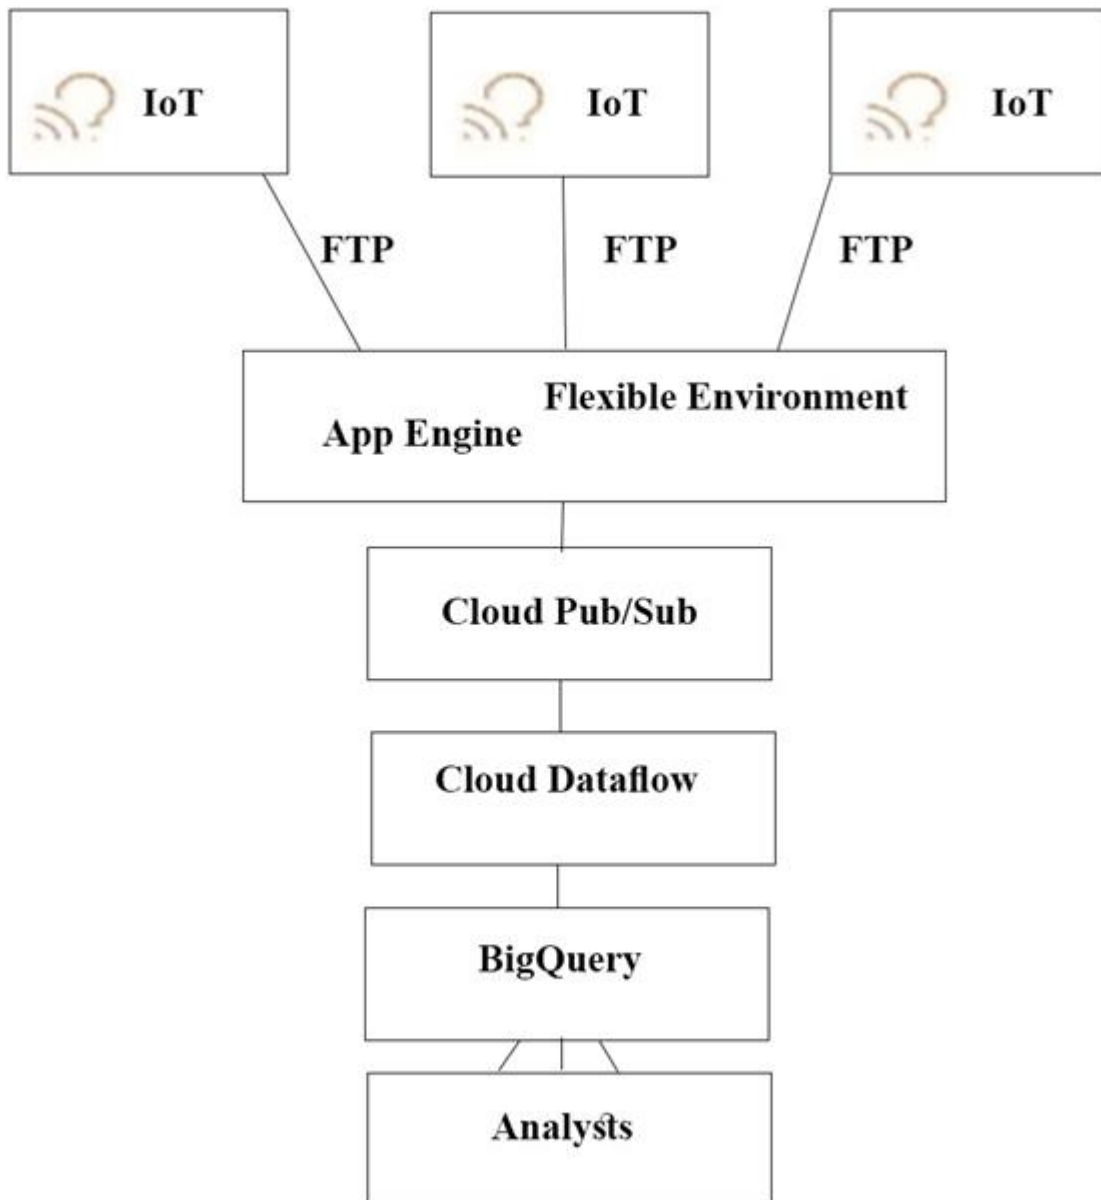 IoT
IoT
IoT
FTP
FTP
FTP
Flexible Environment
App Engine
Cloud Pub/Sub
Cloud Dataflow
BigQuery
Analysts